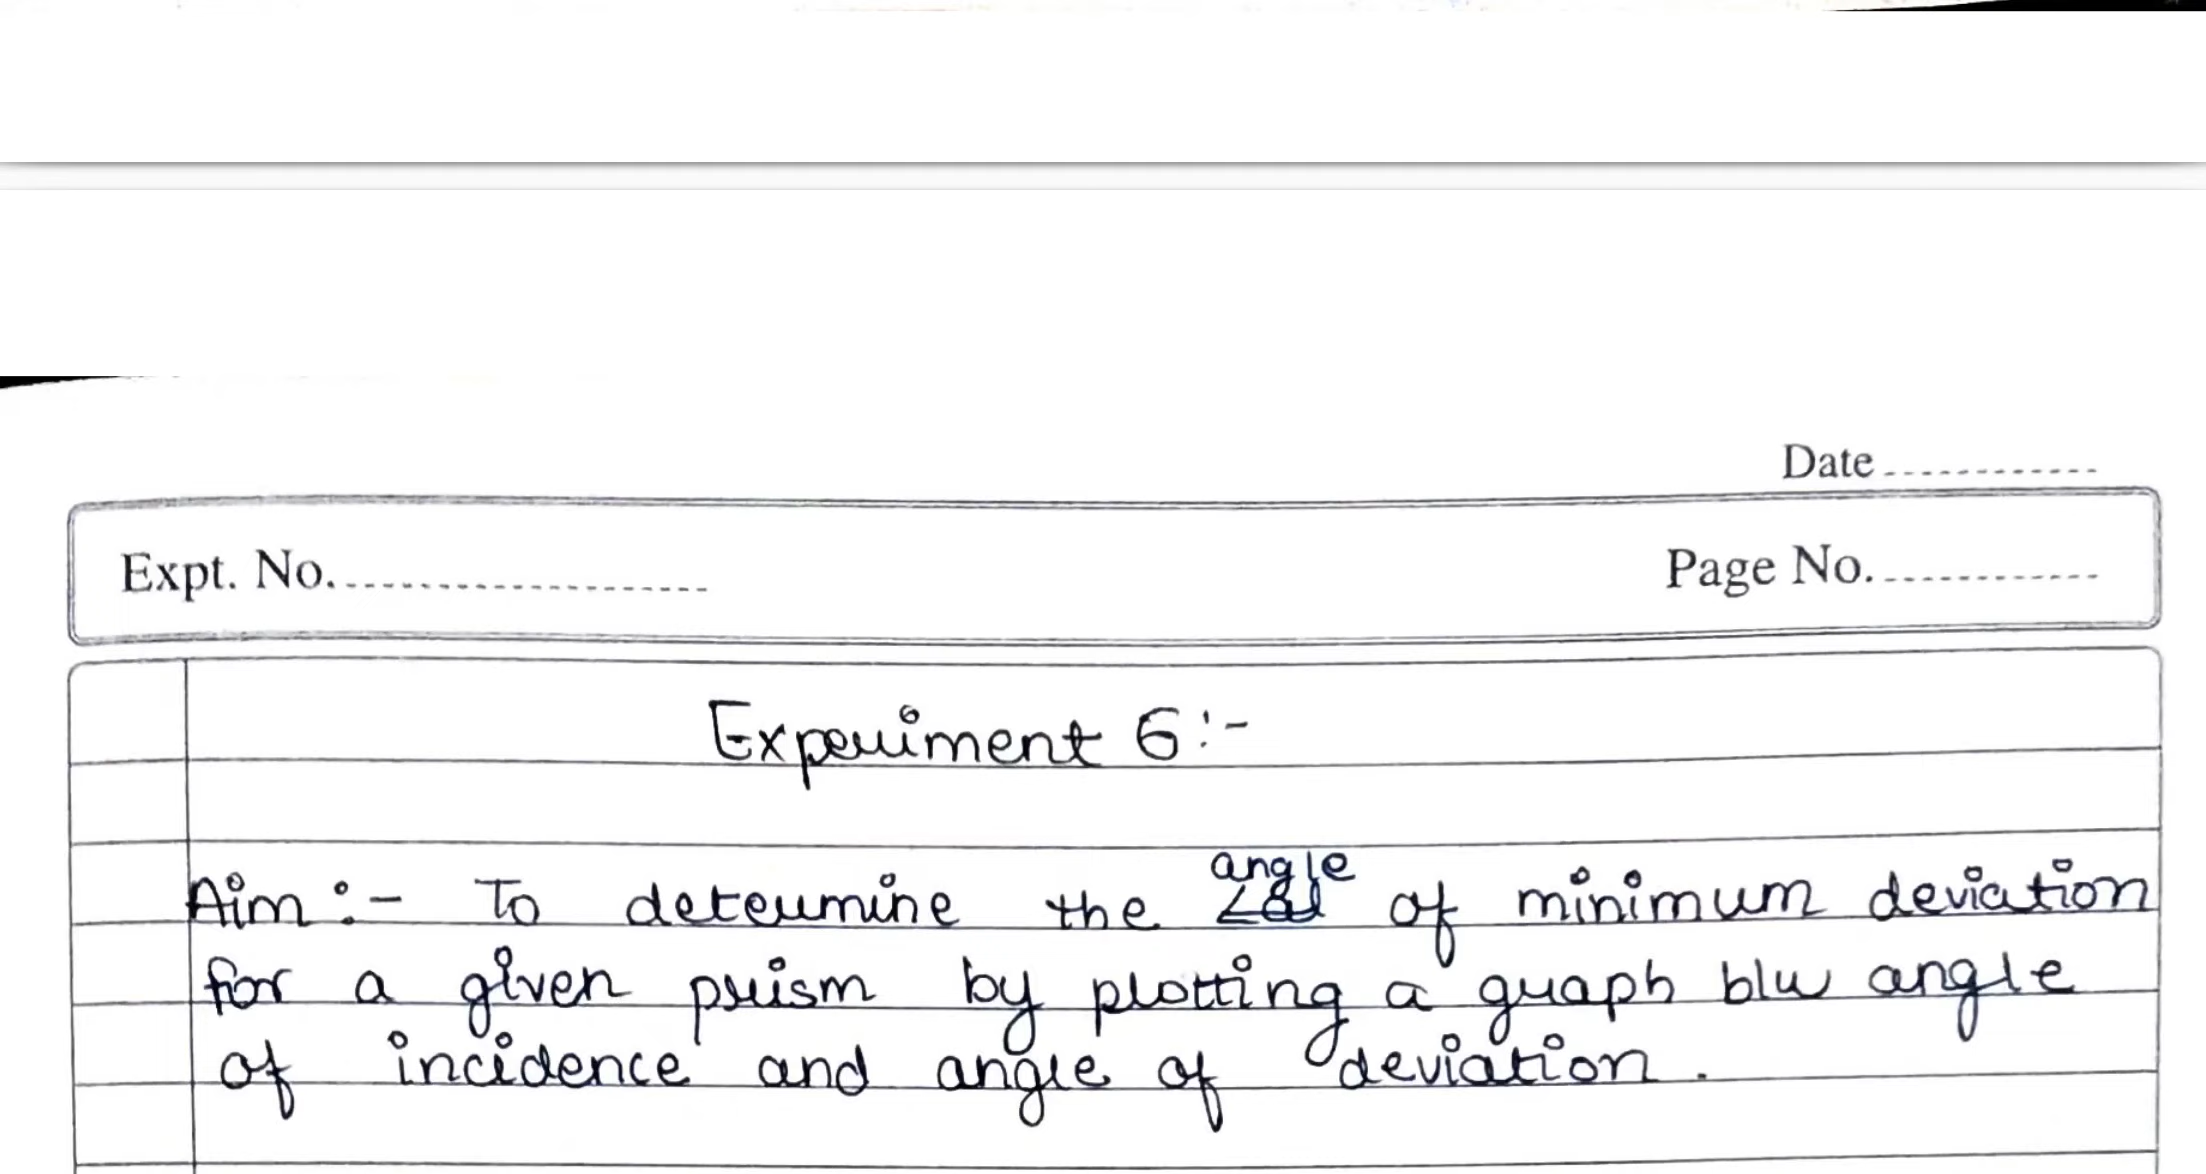 Date
Expt. No.
Page No.
Experiment 6:-
Aim :- To determine the angle of minimum deviation
for a given prism by plotting a graph b/w angle
of incidence and angle of deviation.